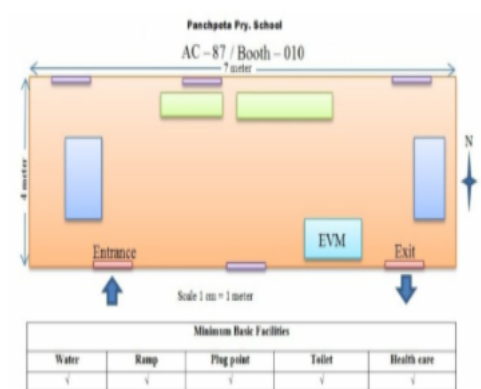 Panchpota Pry. School
AC – 87 / Booth – 010
7 meter
4 meter
N
EVM
Entrance
Exit
Scale 1 cm = 1 meter
Minimum Basic Facilities
Water Ramp Plug point Toilet Health care
√ √ √ √ √